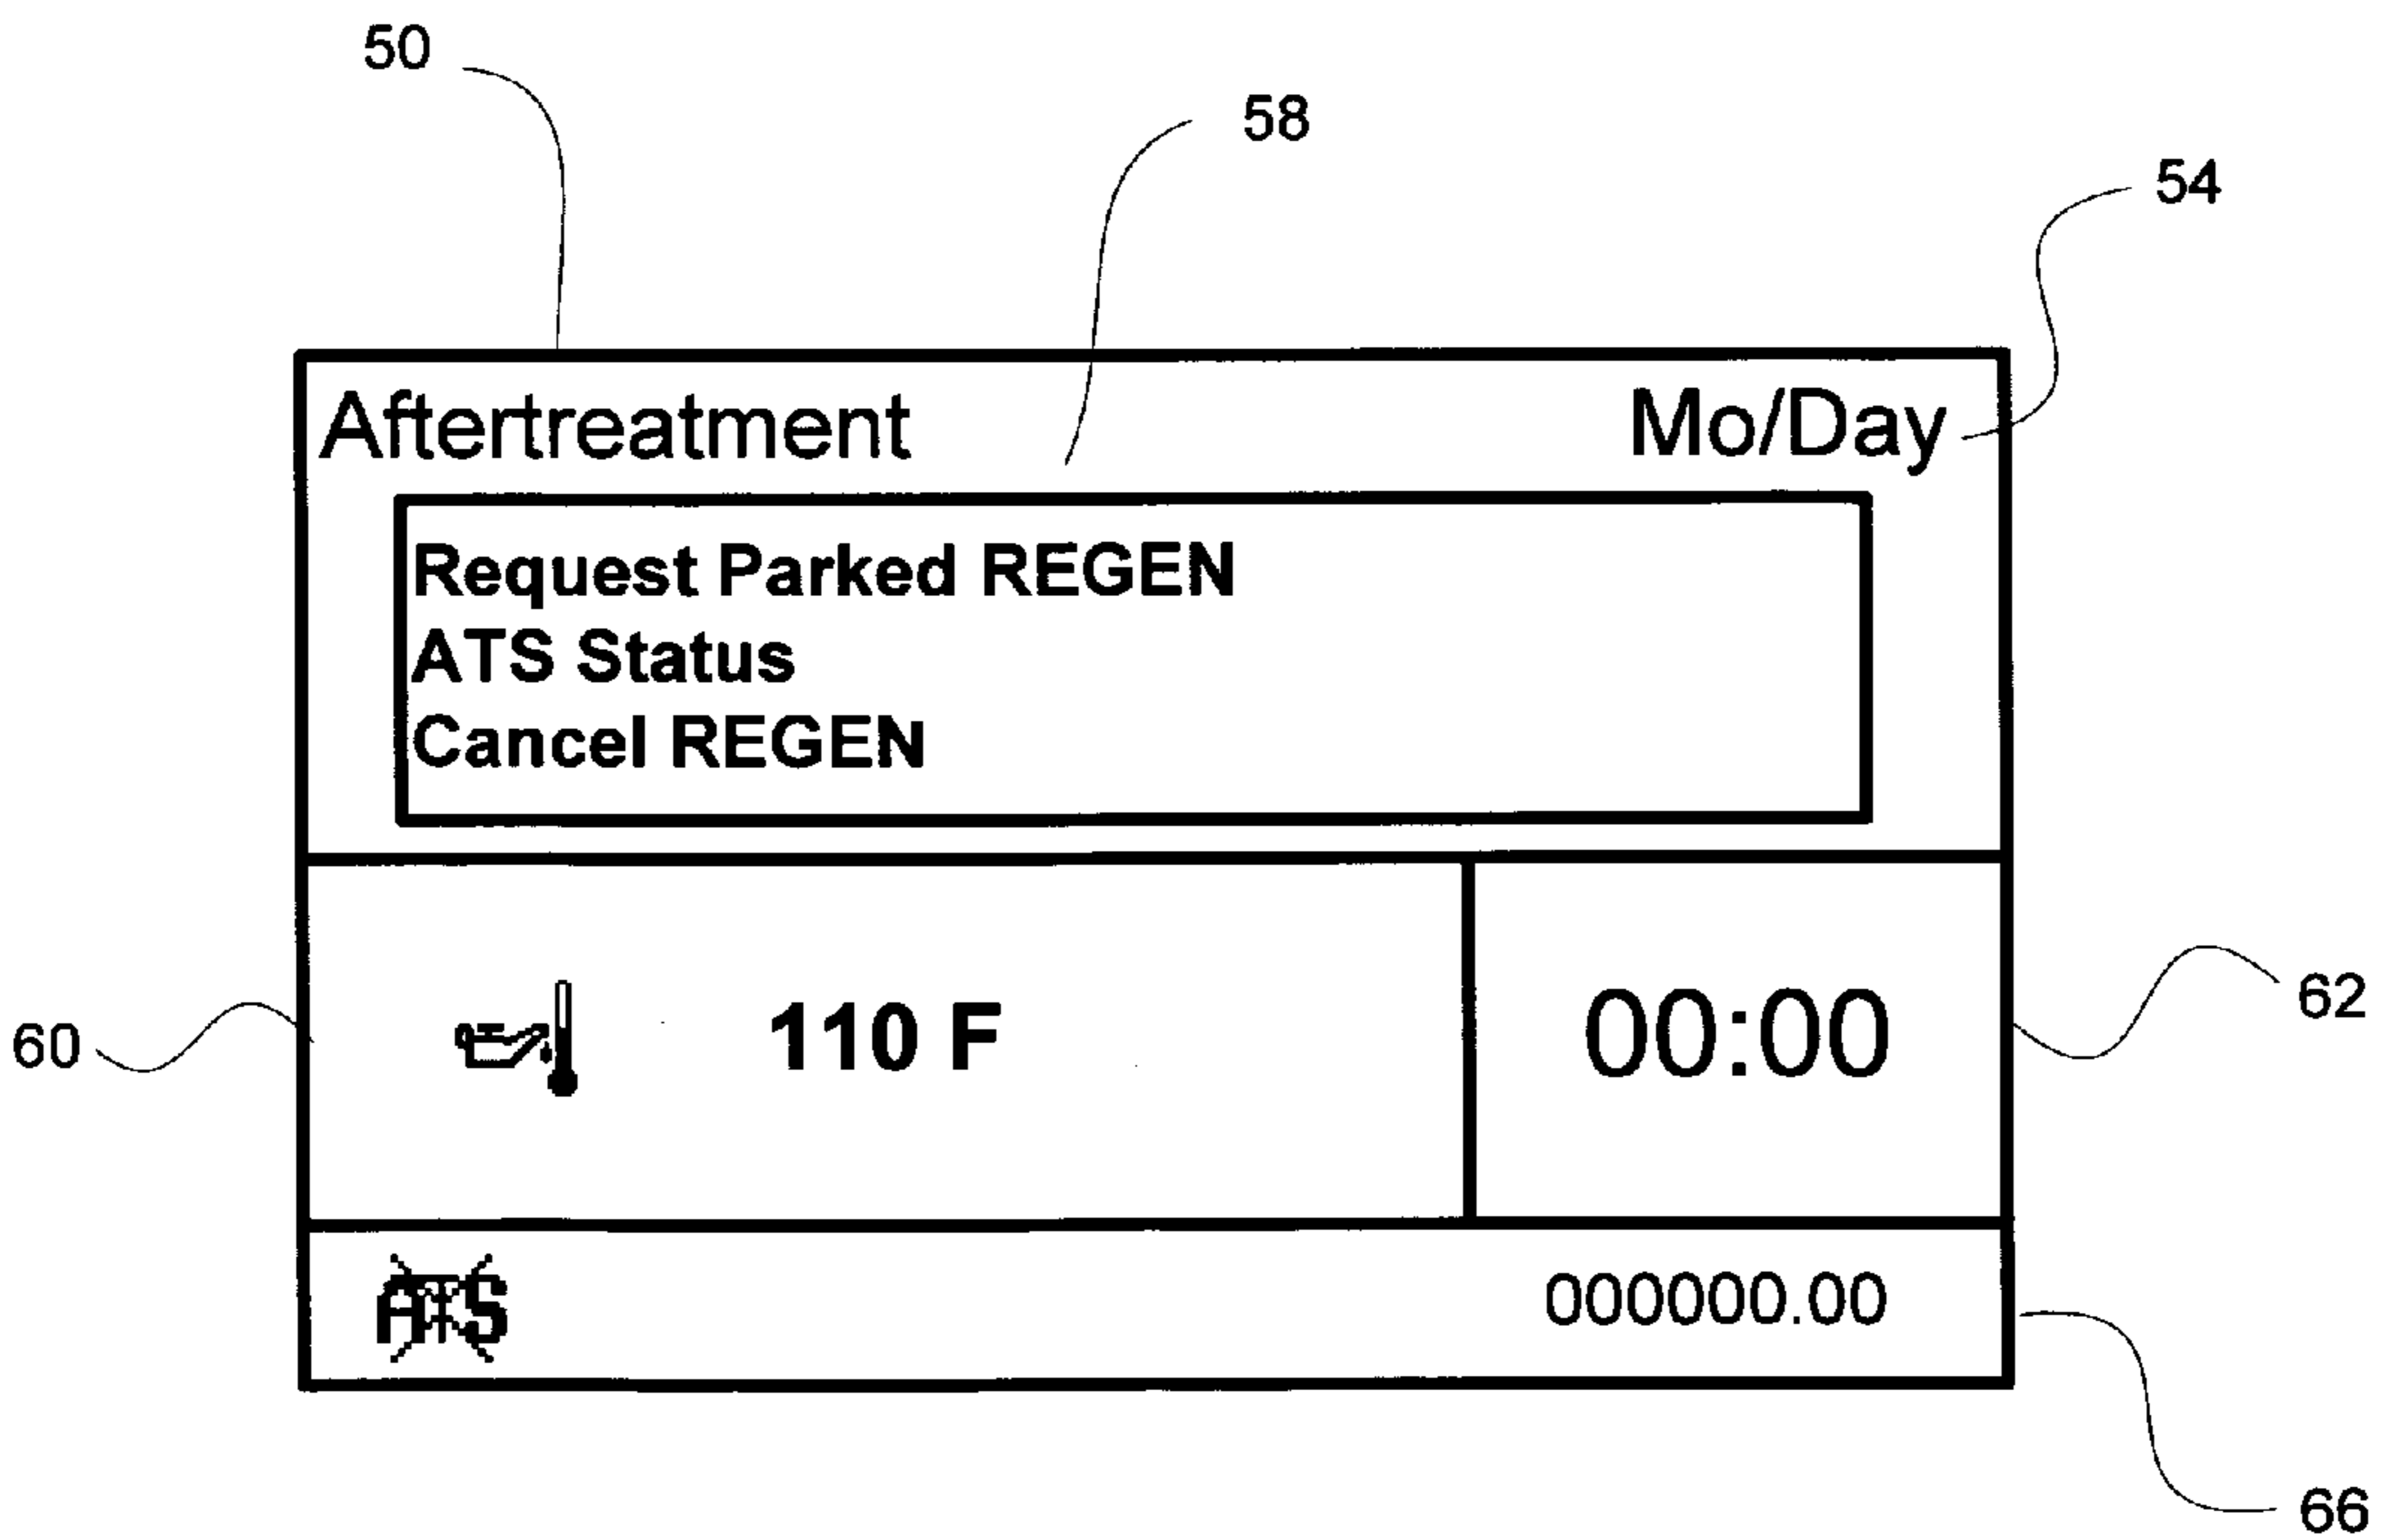 50
58
54
Aftertreatment Mo/Day
Request Parked REGEN
ATS Status
Cancel REGEN
60
110 F
00:00
62
ATS
000000.00
66